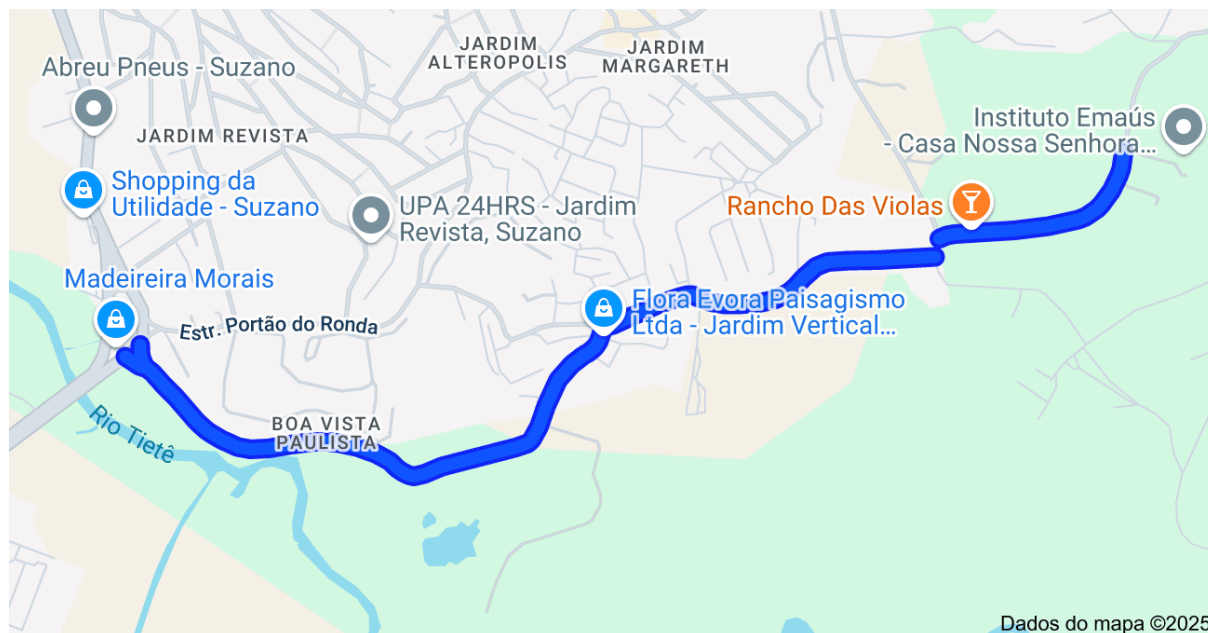 JARDIM
ALTEROPOLIS
JARDIM
MARGARETH
Abreu Pneus - Suzano
JARDIM REVISTA
Instituto Emaús
- Casa Nossa Senhora...
Shopping da
Utilidade - Suzano
UPA 24HRS - Jardim
Revista, Suzano
Rancho Das Violas
Madeireira Morais
Estr. Portão do Ronda
Flora Evora Paisagismo
Ltda - Jardim Vertical...
Rio Tietê
BOA VISTA
PAULISTA
Dados do mapa ©2025